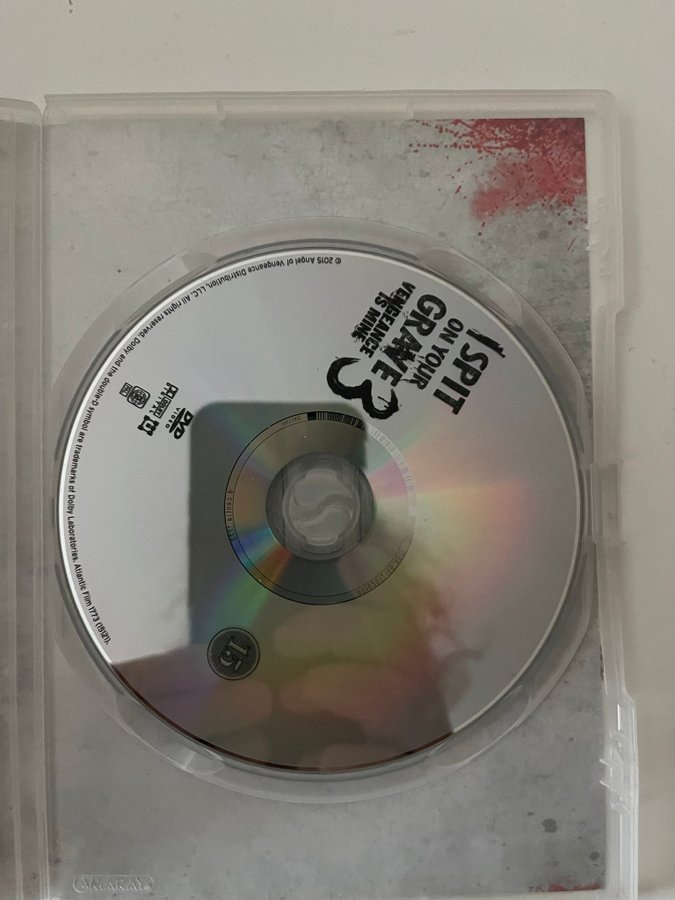 I SPIT
ON YOUR
GRAVE
3
VENGEANCE
IS MINE
© 2015 Angel of Vengeance Distribution, LLC. All rights reserved. Dolby and the double-D symbol are trademarks of Dolby Laboratories. Atlantic Film 1773 (1512).
DVD
VIDEO
15
AMARAY